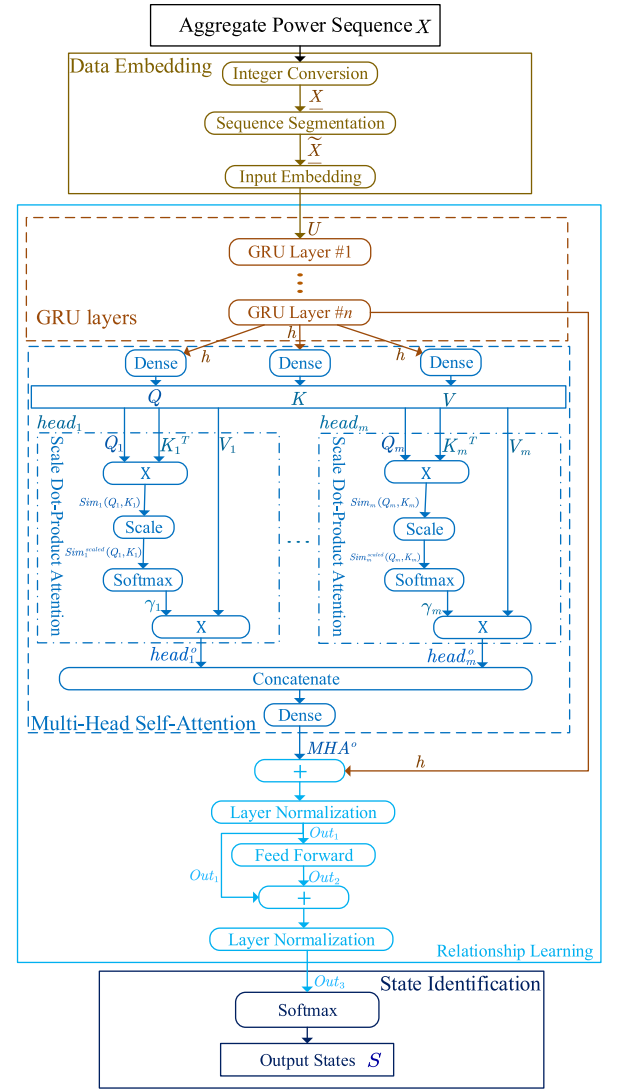 Aggregate Power Sequence X
Data Embedding
Integer Conversion
X
Sequence Segmentation
X̃
Input Embedding
U
GRU Layer #1
GRU Layer #n
GRU layers
h h h
Dense Dense Dense
Q K V
head₁ headₘ
Q₁ K₁ᵀ V₁ Qₘ Kₘᵀ Vₘ
Scale Dot-Product Attention
Scale Dot-Product Attention
X X
Sim₁(Q₁,K₁) Simₘ(Qₘ,Kₘ)
Scale Scale
Sim₁ˢᶜᵃˡᵉᵈ(Q₁,K₁) Simₘˢᶜᵃˡᵉᵈ(Qₘ,Kₘ)
Softmax Softmax
γ₁ γₘ
X X
head₁ᵒ headₘᵒ
Concatenate
Dense
Multi-Head Self-Attention
MHAᵒ
+ h
Layer Normalization
Out₁
Feed Forward
Out₁ Out₂
+
Layer Normalization
Relationship Learning
Out₃
State Identification
Softmax
Output States S